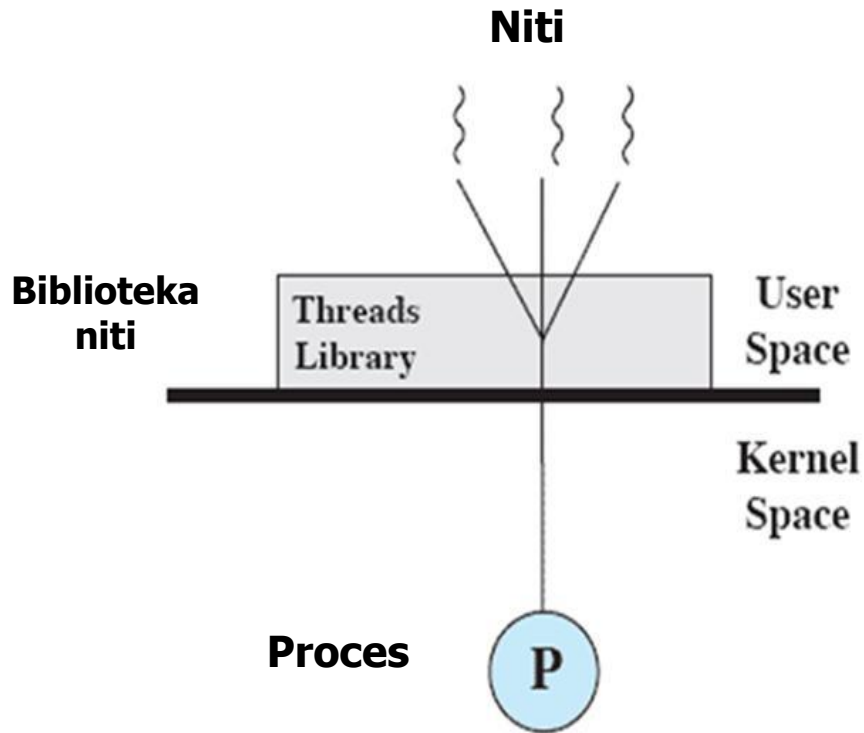 Niti
Biblioteka
niti
Threads
Library
User
Space
Kernel
Space
Proces
P